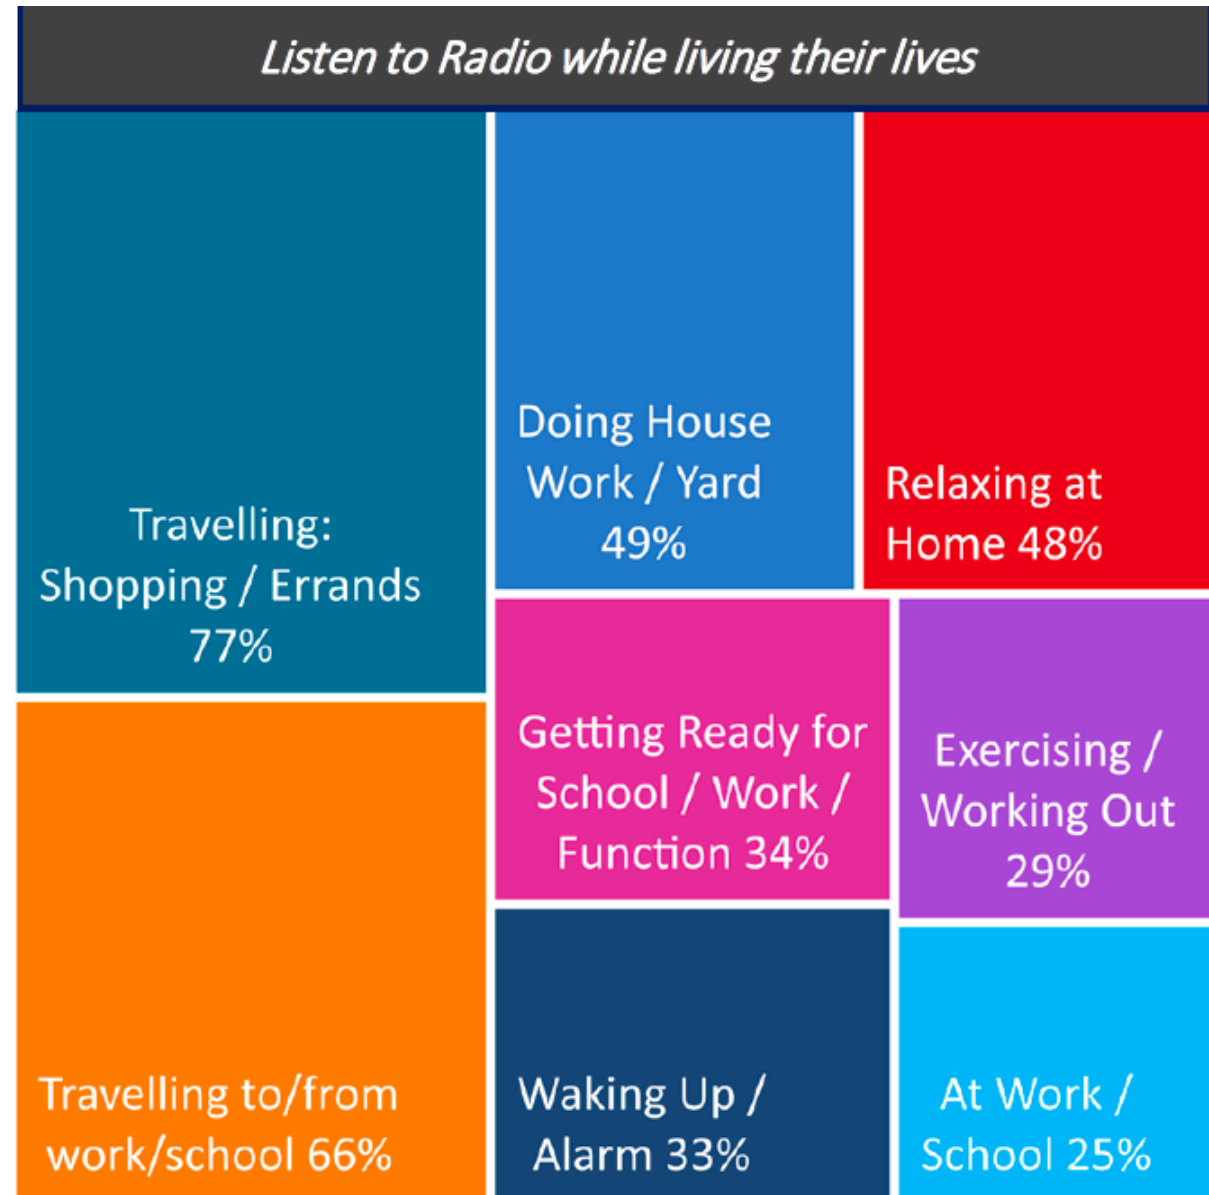 Listen to Radio while living their lives
Travelling:
Shopping / Errands
77%
Doing House
Work / Yard
49%
Relaxing at
Home 48%
Getting Ready for
School / Work /
Function 34%
Exercising /
Working Out
29%
Travelling to/from
work/school 66%
Waking Up /
Alarm 33%
At Work /
School 25%